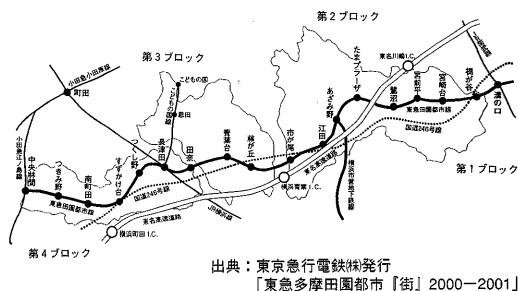 第2ブロック
第3ブロック
小田急小田原線
町田
こどもの国
こどもの国線
恩田
たまプラーザ
東名川崎I.C.
あざみ野
鷺沼
宮前平
宮崎台
梶が谷
溝の口
東急田園都市線
国道246号線
第1ブロック
江田
市が尾
藤が丘
青葉台
田奈
長津田
つくし野
すずかけ台
南町田
つきみ野
中央林間
小田急江ノ島線
東急田園都市線
国道246号線
東名高速道路
横浜青葉I.C.
東名高速道路
横浜市営地下鉄線
JR横浜線
横浜町田I.C.
第4ブロック
出典：東京急行電鉄㈱発行
「東急多摩田園都市『街』2000―2001」